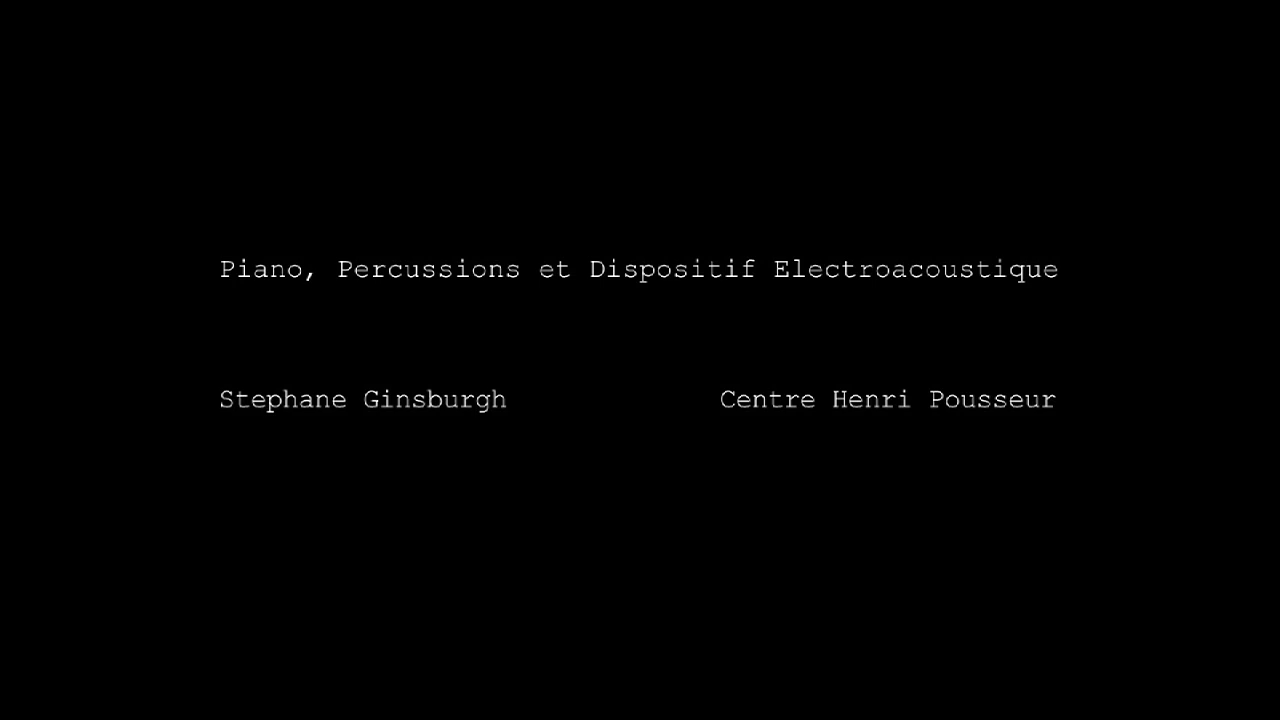 Piano, Percussions et Dispositif Electroacoustique
Stephane Ginsburgh Centre Henri Pousseur